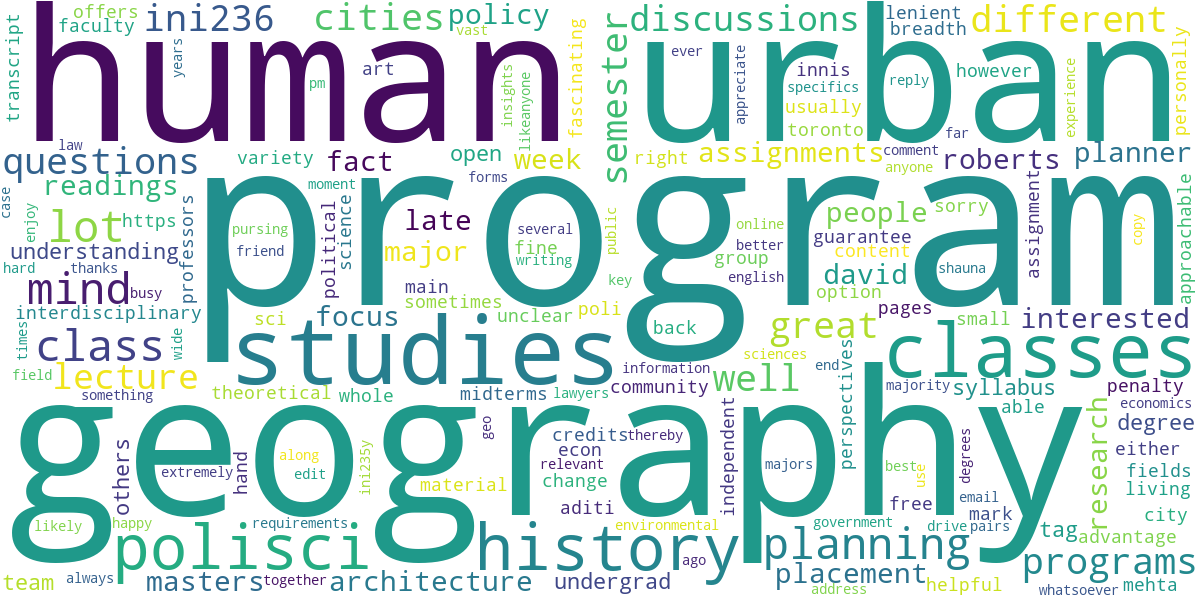 offers
faculty
ini236
cities
policy
vast
semester
discussions
lenient
breadth
different
personally
transcript
human
years
art
pm
insights
likeanyone
fascinating
urban
ever
appreciate
innis
specifics
usually
toronto
reply
however
far
experience
law
questions
variety
fact
open
week
right
assignments
comment
anyone
roberts
planner
case
readings
moment
forms
program
political
science
professors
enjoy
lot
https
understanding
hard
thanks
mind
busy
interdisciplinary
pursing
friend
late
major
several
fine
writing
public
main
sometimes
key
unclear
poli
group
online
better
english
people
guarantee
content
david
option
sorry
shauna
assignment
copy
approachable
pages
small
interested
times
class
wide
sci
focus
studies
back
sciences
great
perspectives
end
classes
field
lecture
something
theoretical
whole
midterms
lawyers
information
community
well
majority
syllabus
able
penalty
economics
degree
research
geography
others
extremely
hand
along
edit
ini235y
material
geo
credits
thereby
econ
relevant
change
aditi
independent
majors
best
use
free
degrees
email
mark
either
fields
living
city
likely
happy
polisci
requirements
history
environmental
government
drive
pairs
tag
advantage
planning
team
always
masters
together
architecture
undergrad
ago
placement
address
helpful
programs
whatsoever
mehta